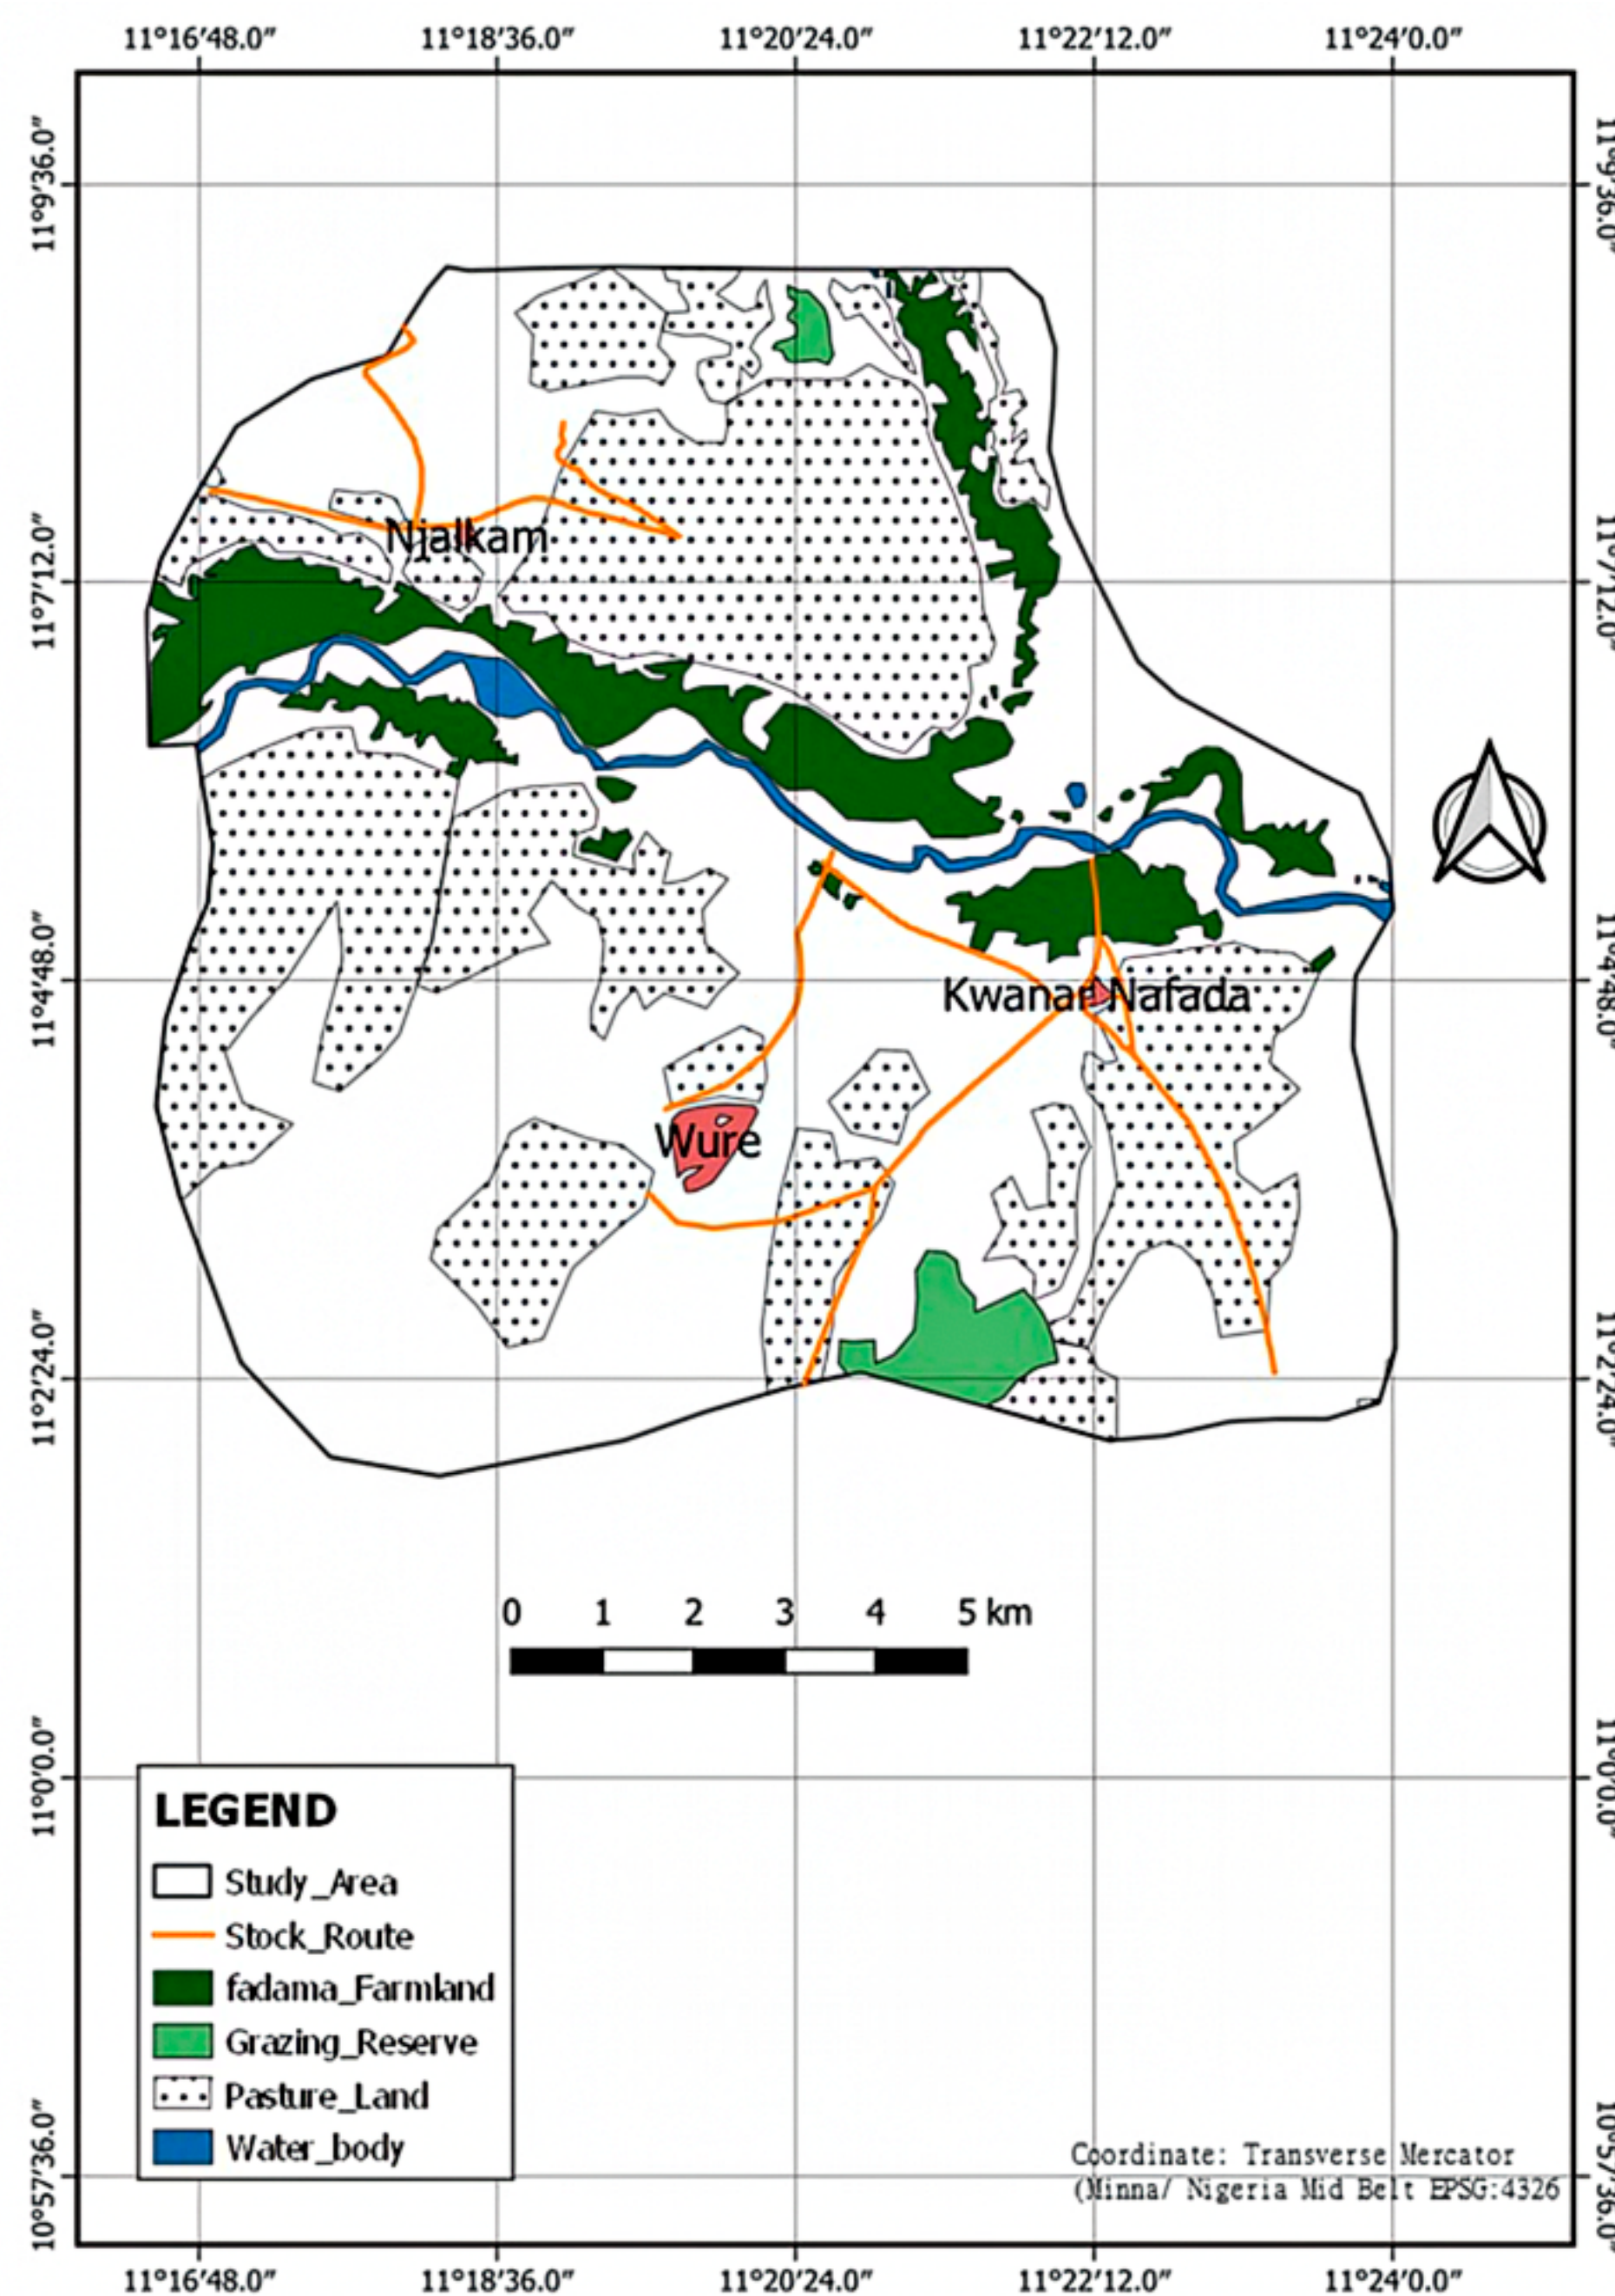 11°16′48.0″ 11°18′36.0″ 11°20′24.0″ 11°22′12.0″ 11°24′0.0″
11°9′36.0″ 11°9′36.0″
11°7′12.0″ 11°7′12.0″
11°4′48.0″ 11°4′48.0″
11°2′24.0″ 11°2′24.0″
11°0′0.0″ 11°0′0.0″
10°57′36.0″ 10°57′36.0″
Njalkam
Kwanar Nafada
Wure
0 1 2 3 4 5 km
LEGEND
Study_Area
Stock_Route
fadama_Farmland
Grazing_Reserve
Pasture_Land
Water_body
Coordinate: Transverse Mercator
(Minna/ Nigeria Mid Belt EPSG:4326
11°16′48.0″ 11°18′36.0″ 11°20′24.0″ 11°22′12.0″ 11°24′0.0″